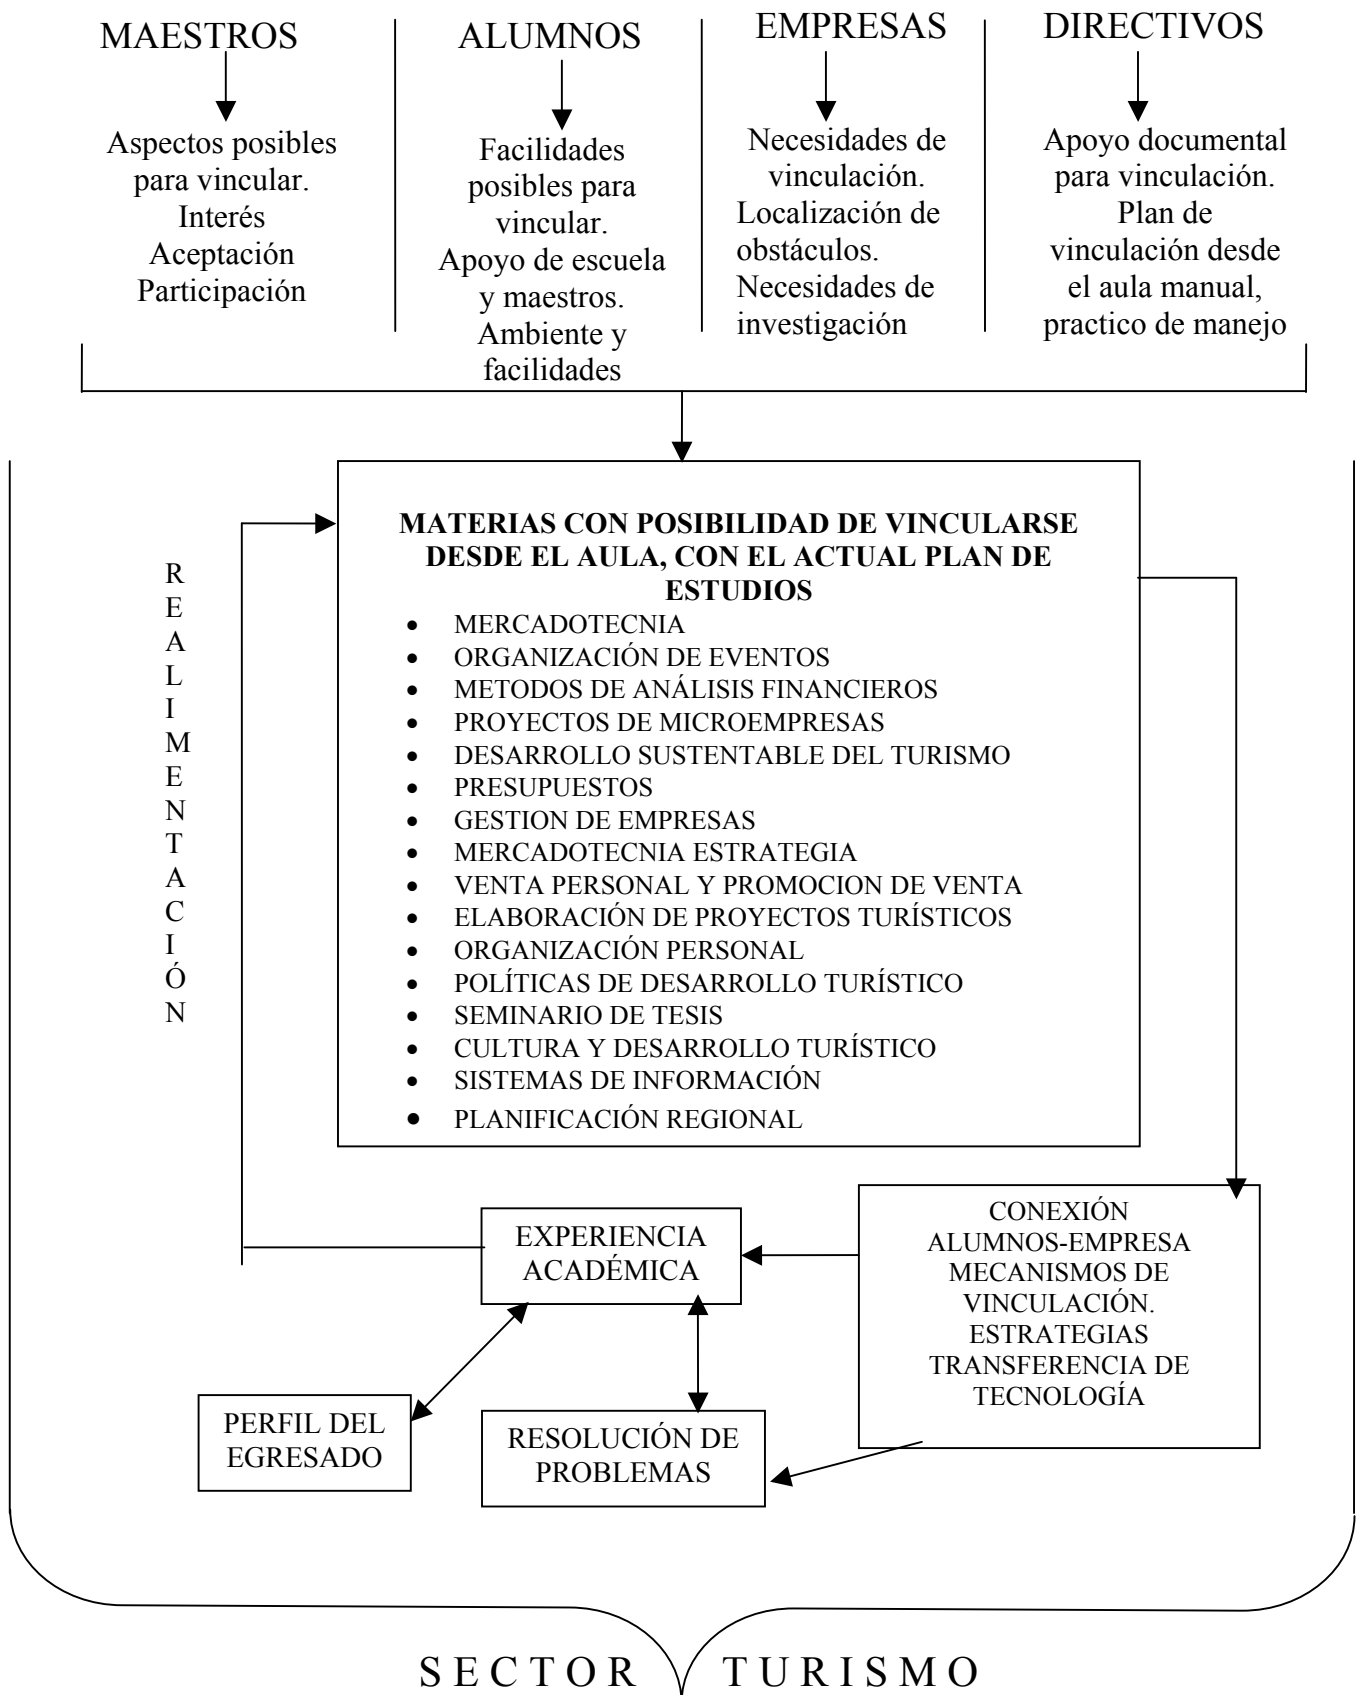 MAESTROS
Aspectos posibles
para vincular.
Interés
Aceptación
Participación
ALUMNOS
Facilidades
posibles para
vincular.
Apoyo de escuela
y maestros.
Ambiente y
facilidades
EMPRESAS
Necesidades de
vinculación.
Localización de
obstáculos.
Necesidades de
investigación
DIRECTIVOS
Apoyo documental
para vinculación.
Plan de
vinculación desde
el aula manual,
practico de manejo
REALIMENTACIÓN
MATERIAS CON POSIBILIDAD DE VINCULARSE
DESDE EL AULA, CON EL ACTUAL PLAN DE
ESTUDIOS
• MERCADOTECNIA
• ORGANIZACIÓN DE EVENTOS
• METODOS DE ANÁLISIS FINANCIEROS
• PROYECTOS DE MICROEMPRESAS
• DESARROLLO SUSTENTABLE DEL TURISMO
• PRESUPUESTOS
• GESTION DE EMPRESAS
• MERCADOTECNIA ESTRATEGIA
• VENTA PERSONAL Y PROMOCION DE VENTA
• ELABORACIÓN DE PROYECTOS TURÍSTICOS
• ORGANIZACIÓN PERSONAL
• POLÍTICAS DE DESARROLLO TURÍSTICO
• SEMINARIO DE TESIS
• CULTURA Y DESARROLLO TURÍSTICO
• SISTEMAS DE INFORMACIÓN
• PLANIFICACIÓN REGIONAL
CONEXIÓN
ALUMNOS-EMPRESA
MECANISMOS DE
VINCULACIÓN.
ESTRATEGIAS
TRANSFERENCIA DE
TECNOLOGÍA
EXPERIENCIA
ACADÉMICA
PERFIL DEL
EGRESADO
RESOLUCIÓN DE
PROBLEMAS
SECTOR TURISMO